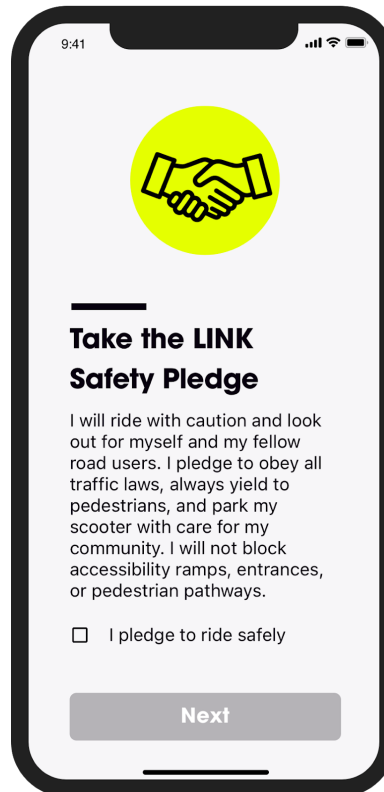 9:41
Take the LINK
Safety Pledge
I will ride with caution and look
out for myself and my fellow
road users. I pledge to obey all
traffic laws, always yield to
pedestrians, and park my
scooter with care for my
community. I will not block
accessibility ramps, entrances,
or pedestrian pathways.
I pledge to ride safely
Next